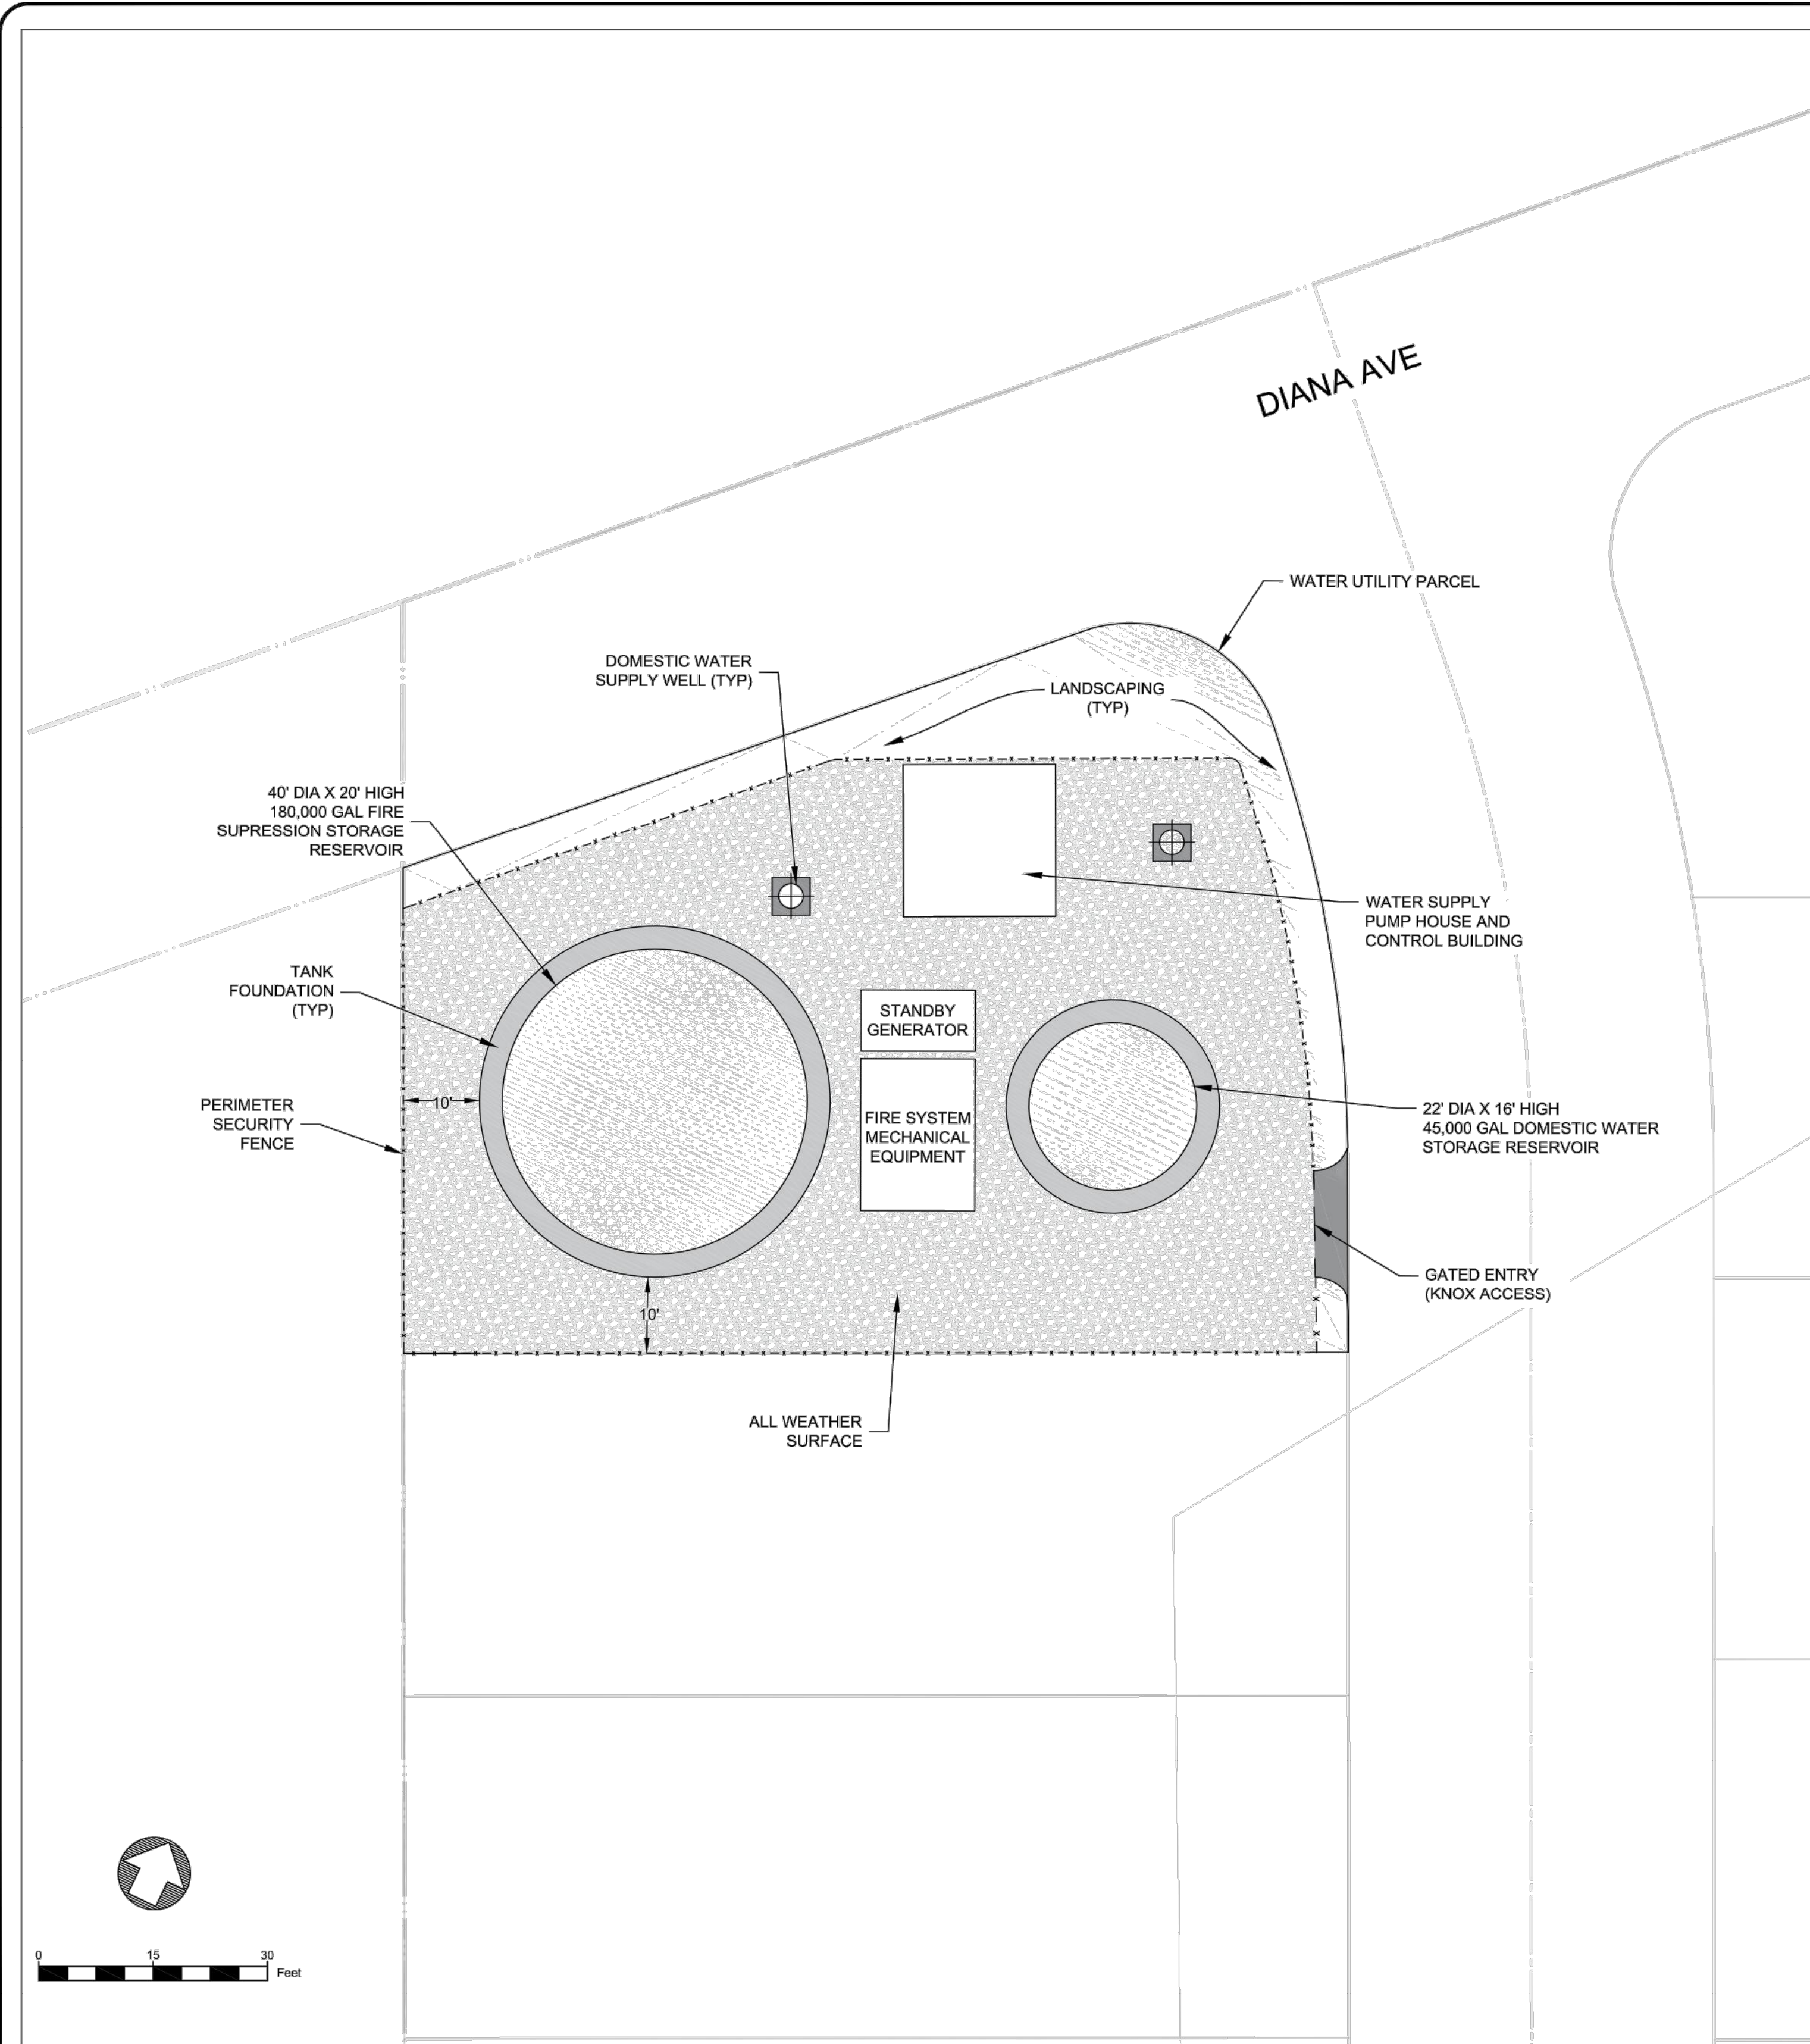 DIANA AVE
WATER UTILITY PARCEL
DOMESTIC WATER
SUPPLY WELL (TYP)
LANDSCAPING
(TYP)
40' DIA X 20' HIGH
180,000 GAL FIRE
SUPRESSION STORAGE
RESERVOIR
WATER SUPPLY
PUMP HOUSE AND
CONTROL BUILDING
TANK
FOUNDATION
(TYP)
STANDBY
GENERATOR
PERIMETER
SECURITY
FENCE
10'
FIRE SYSTEM
MECHANICAL
EQUIPMENT
22' DIA X 16' HIGH
45,000 GAL DOMESTIC WATER
STORAGE RESERVOIR
GATED ENTRY
(KNOX ACCESS)
10'
ALL WEATHER
SURFACE
0 15 30
Feet